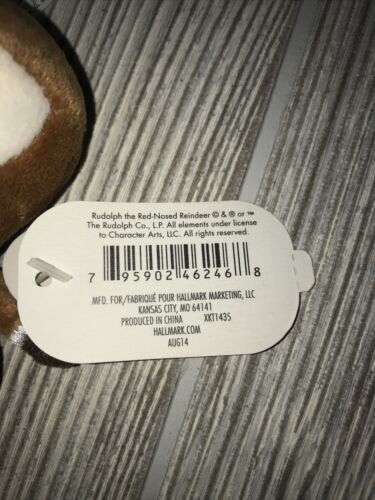 Rudolph the Red-Nosed Reindeer © & ® or ™
The Rudolph Co., L.P. All elements under license
to Character Arts, LLC. All rights reserved.
7 95902 46246 8
MFD. FOR/FABRIQUÉ POUR HALLMARK MARKETING, LLC
KANSAS CITY, MO 64141
PRODUCED IN CHINA XKT1435
HALLMARK.COM
AUG14